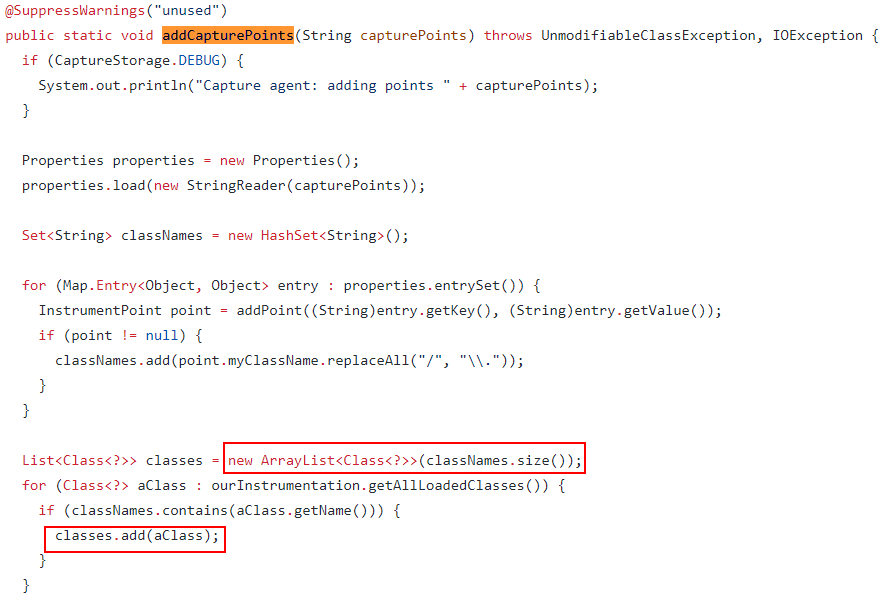 @SuppressWarnings("unused")
public static void addCapturePoints(String capturePoints) throws UnmodifiableClassException, IOException {
  if (CaptureStorage.DEBUG) {
    System.out.println("Capture agent: adding points " + capturePoints);
  }

  Properties properties = new Properties();
  properties.load(new StringReader(capturePoints));

  Set<String> classNames = new HashSet<String>();

  for (Map.Entry<Object, Object> entry : properties.entrySet()) {
    InstrumentPoint point = addPoint((String)entry.getKey(), (String)entry.getValue());
    if (point != null) {
      classNames.add(point.myClassName.replaceAll("/", "\\."));
    }
  }

  List<Class<?>> classes = new ArrayList<Class<?>>(classNames.size());
  for (Class<?> aClass : ourInstrumentation.getAllLoadedClasses()) {
    if (classNames.contains(aClass.getName())) {
      classes.add(aClass);
    }
  }